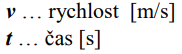 v … rychlost [m/s]
t … čas [s]